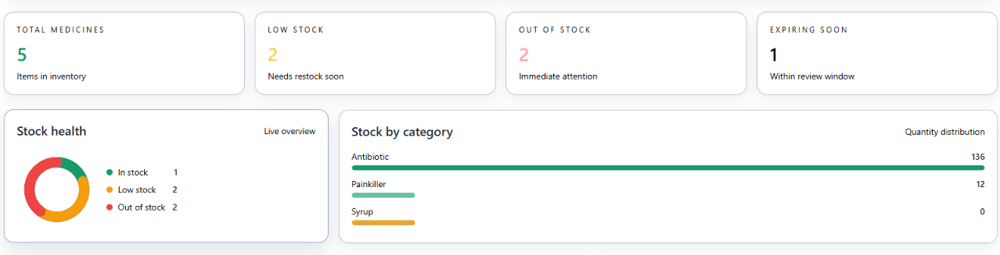 TOTAL MEDICINES
5
Items in inventory
LOW STOCK
2
Needs restock soon
OUT OF STOCK
2
Immediate attention
EXPIRING SOON
1
Within review window
Stock health
Live overview
In stock 1
Low stock 2
Out of stock 2
Stock by category
Quantity distribution
Antibiotic 136
Painkiller 12
Syrup 0